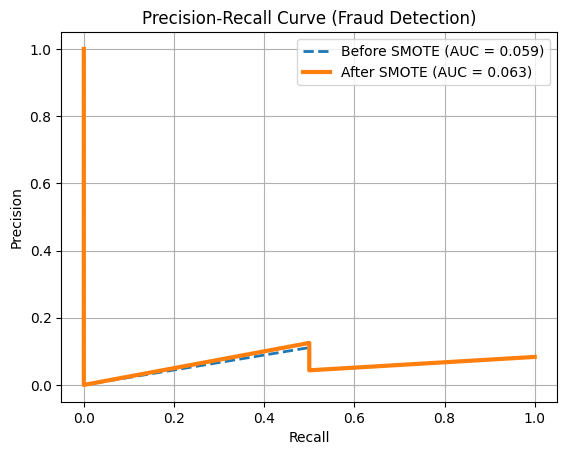 Precision-Recall Curve (Fraud Detection)
Before SMOTE (AUC = 0.059)
After SMOTE (AUC = 0.063)
Precision
1.0
0.8
0.6
0.4
0.2
0.0
0.0 0.2 0.4 0.6 0.8 1.0
Recall